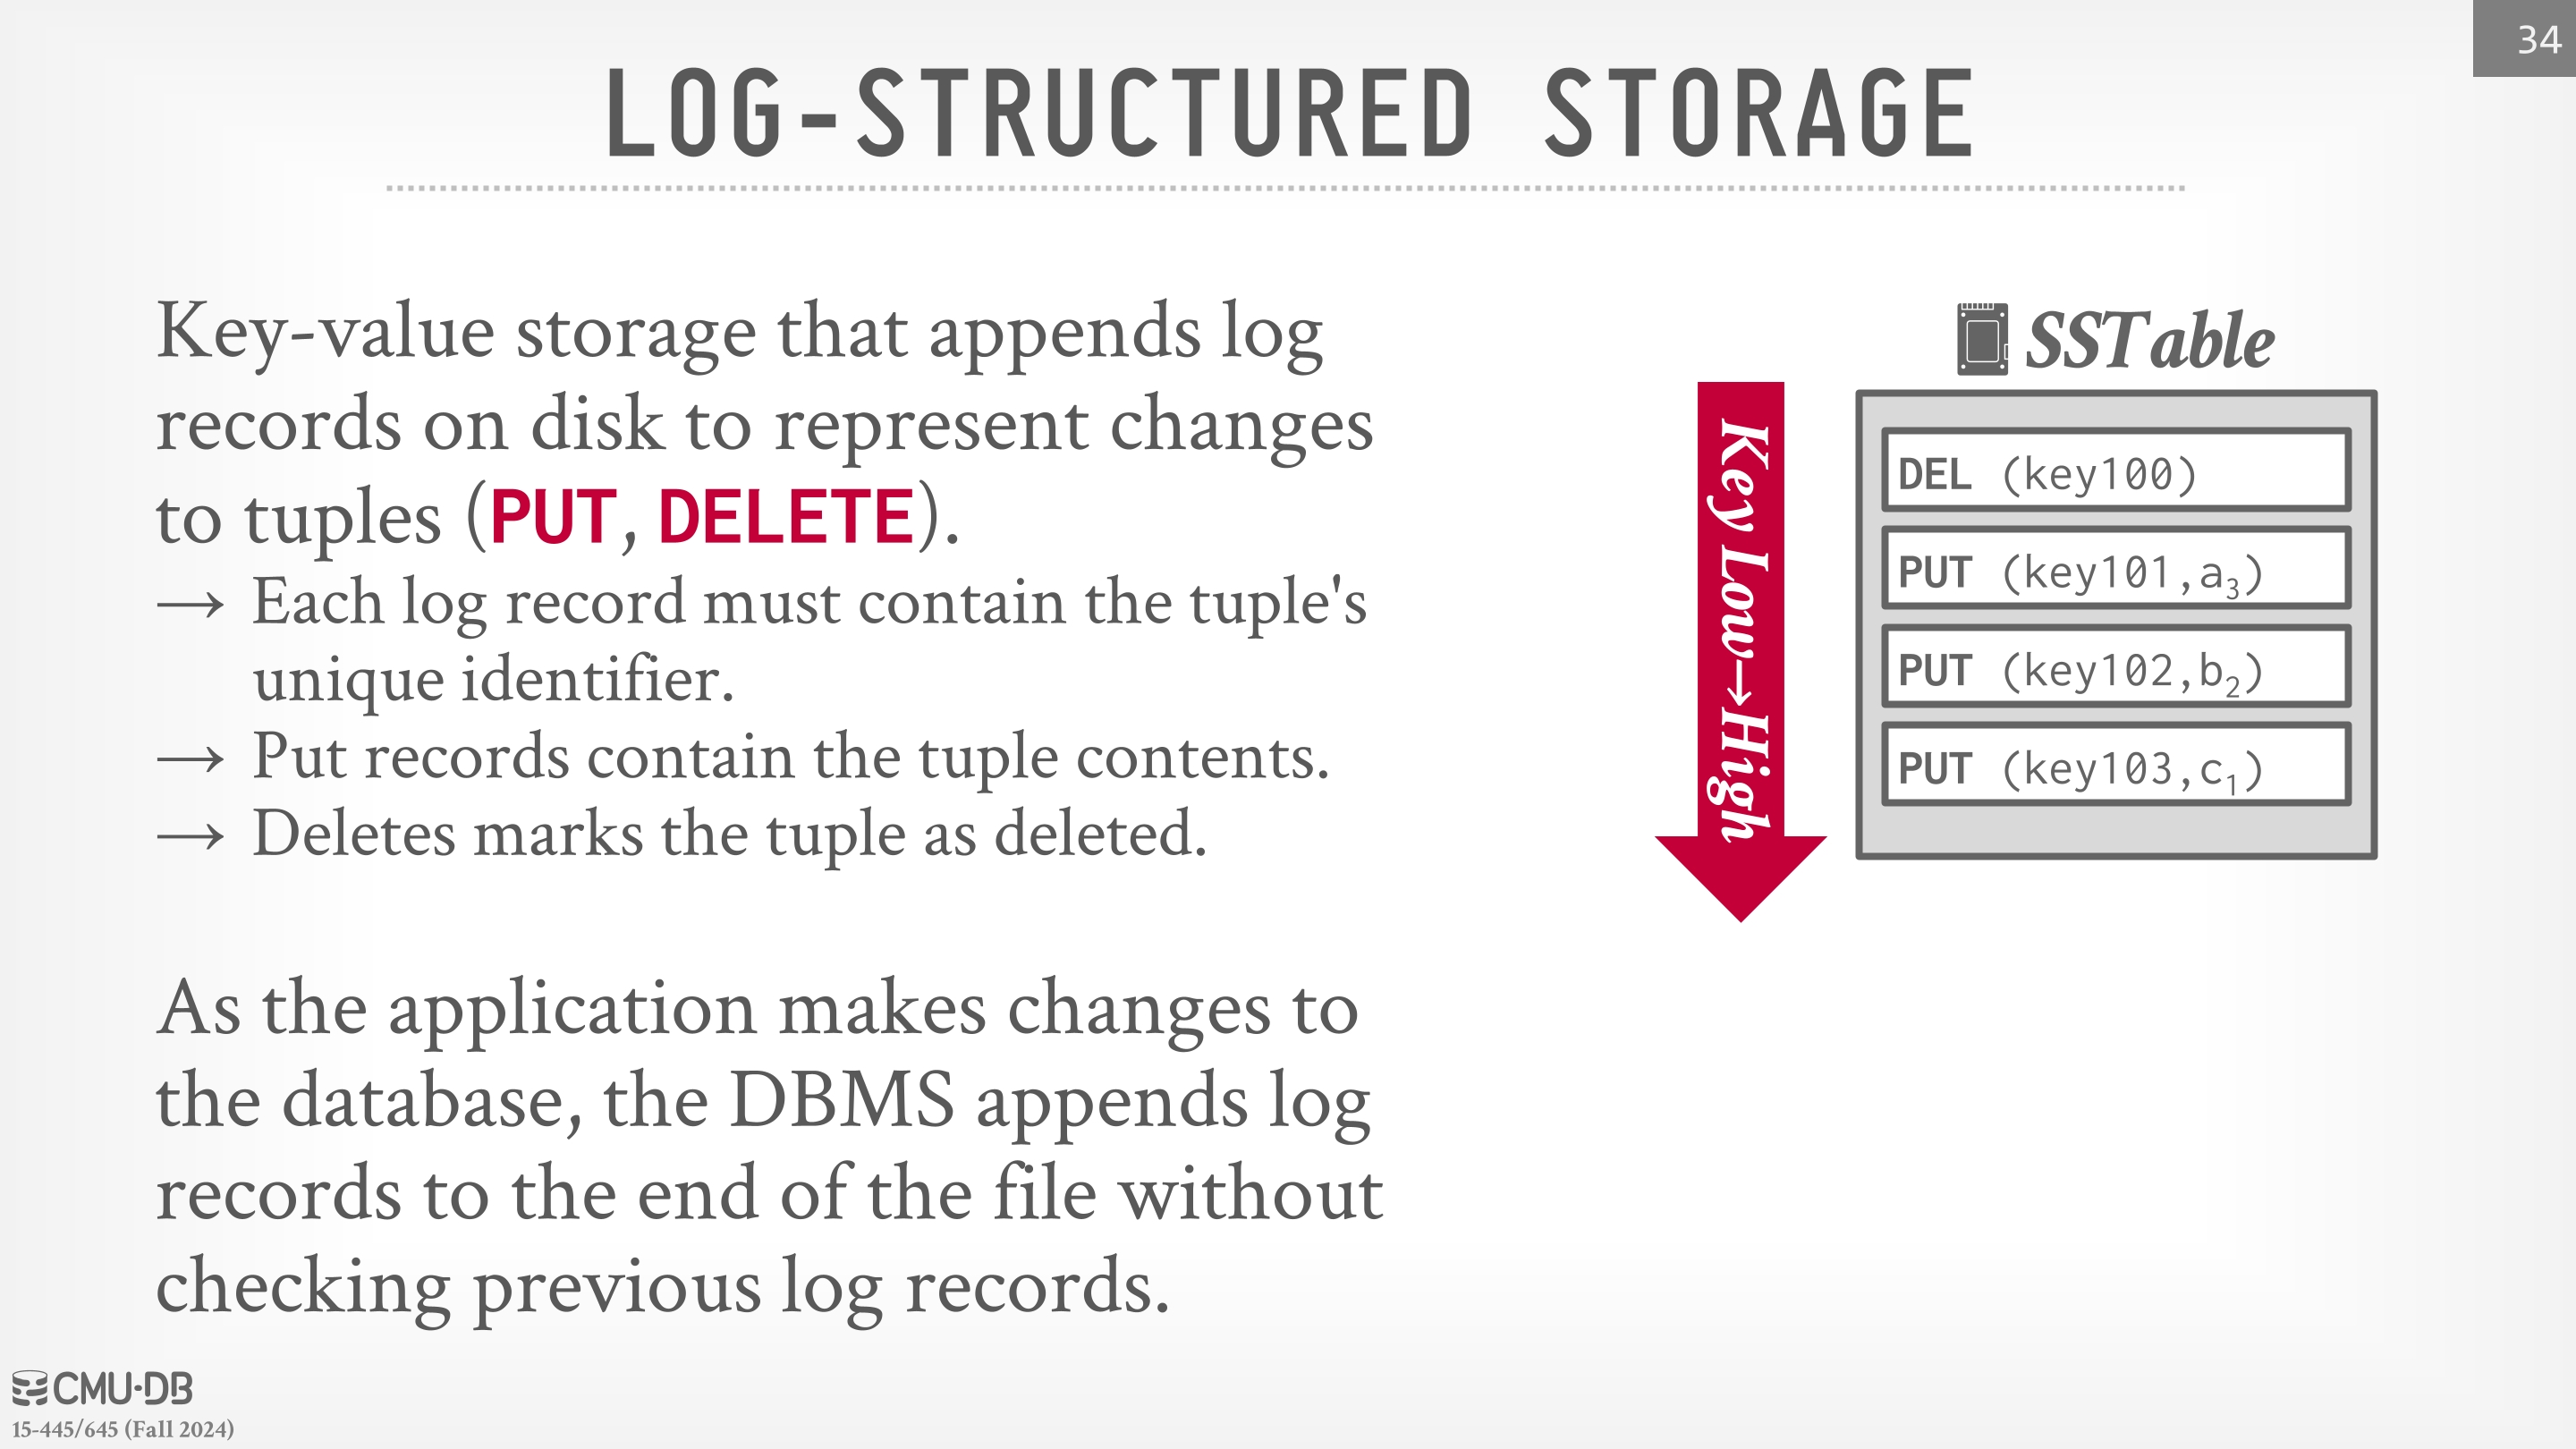 34
LOG-STRUCTURED STORAGE
Key-value storage that appends log
records on disk to represent changes
to tuples (PUT, DELETE).
→ Each log record must contain the tuple's
unique identifier.
→ Put records contain the tuple contents.
→ Deletes marks the tuple as deleted.
As the application makes changes to
the database, the DBMS appends log
records to the end of the file without
checking previous log records.
Key Low→High
SSTable
DEL (key100)
PUT (key101,a₃)
PUT (key102,b₂)
PUT (key103,c₁)
CMU·DB
15-445/645 (Fall 2024)